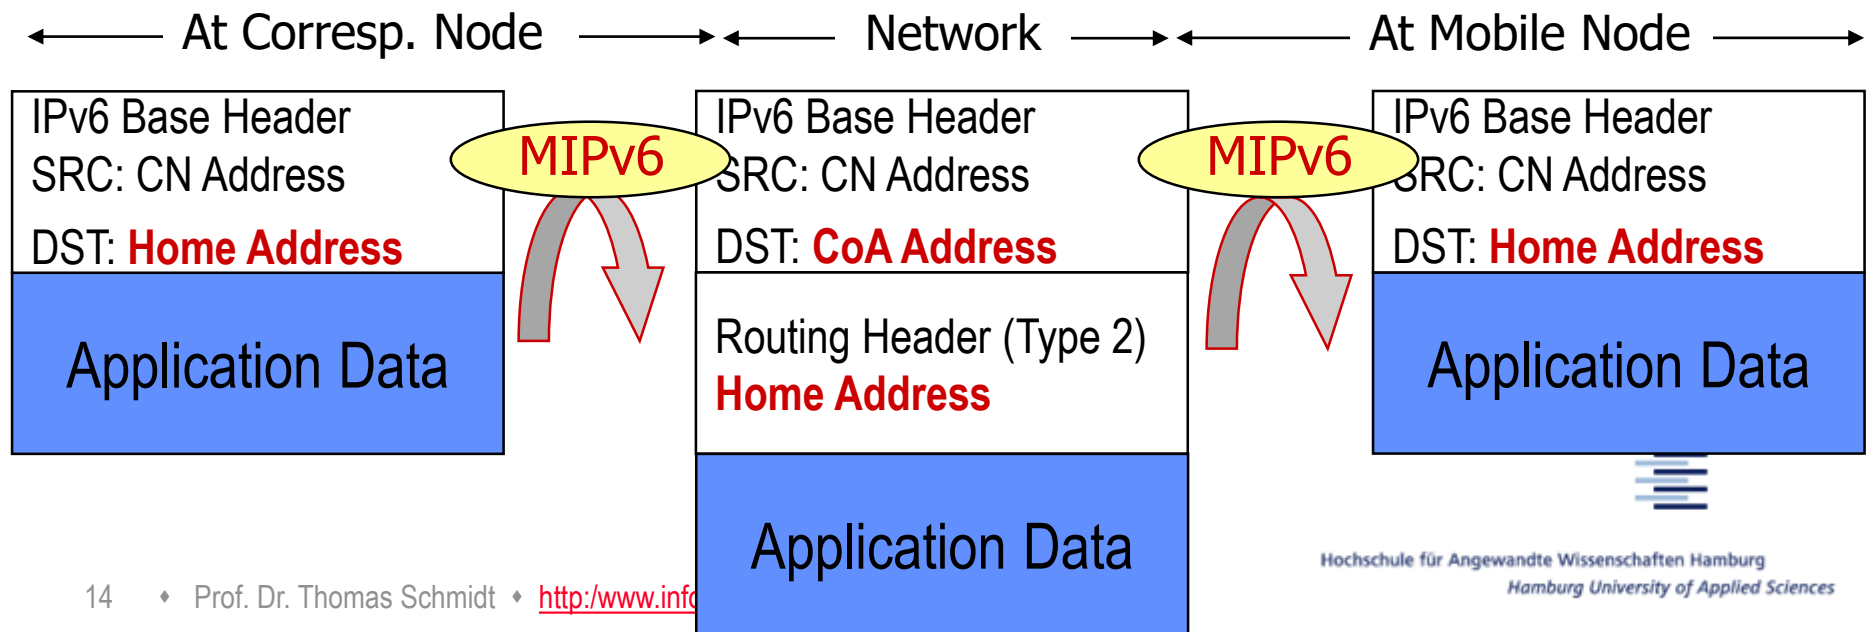 At Corresp. Node
Network
At Mobile Node
IPv6 Base Header
SRC: CN Address
DST: Home Address
Application Data
MIPv6
IPv6 Base Header
SRC: CN Address
DST: CoA Address
Routing Header (Type 2)
Home Address
Application Data
MIPv6
IPv6 Base Header
SRC: CN Address
DST: Home Address
Application Data
Hochschule für Angewandte Wissenschaften Hamburg
Hamburg University of Applied Sciences
14 • Prof. Dr. Thomas Schmidt • http:/www.info